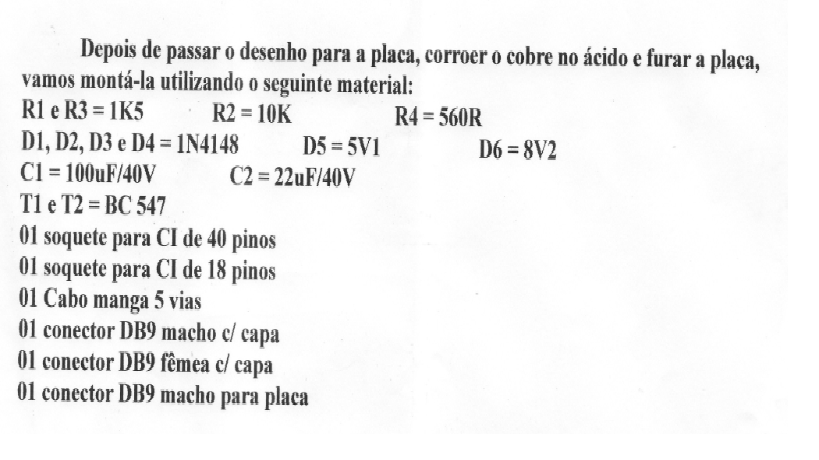 Depois de passar o desenho para a placa, corroer o cobre no ácido e furar a placa,
vamos montá-la utilizando o seguinte material:
R1 e R3 = 1K5 R2 = 10K R4 = 560R
D1, D2, D3 e D4 = 1N4148 D5 = 5V1 D6 = 8V2
C1 = 100uF/40V C2 = 22uF/40V
T1 e T2 = BC 547
01 soquete para CI de 40 pinos
01 soquete para CI de 18 pinos
01 Cabo manga 5 vias
01 conector DB9 macho c/ capa
01 conector DB9 fêmea c/ capa
01 conector DB9 macho para placa